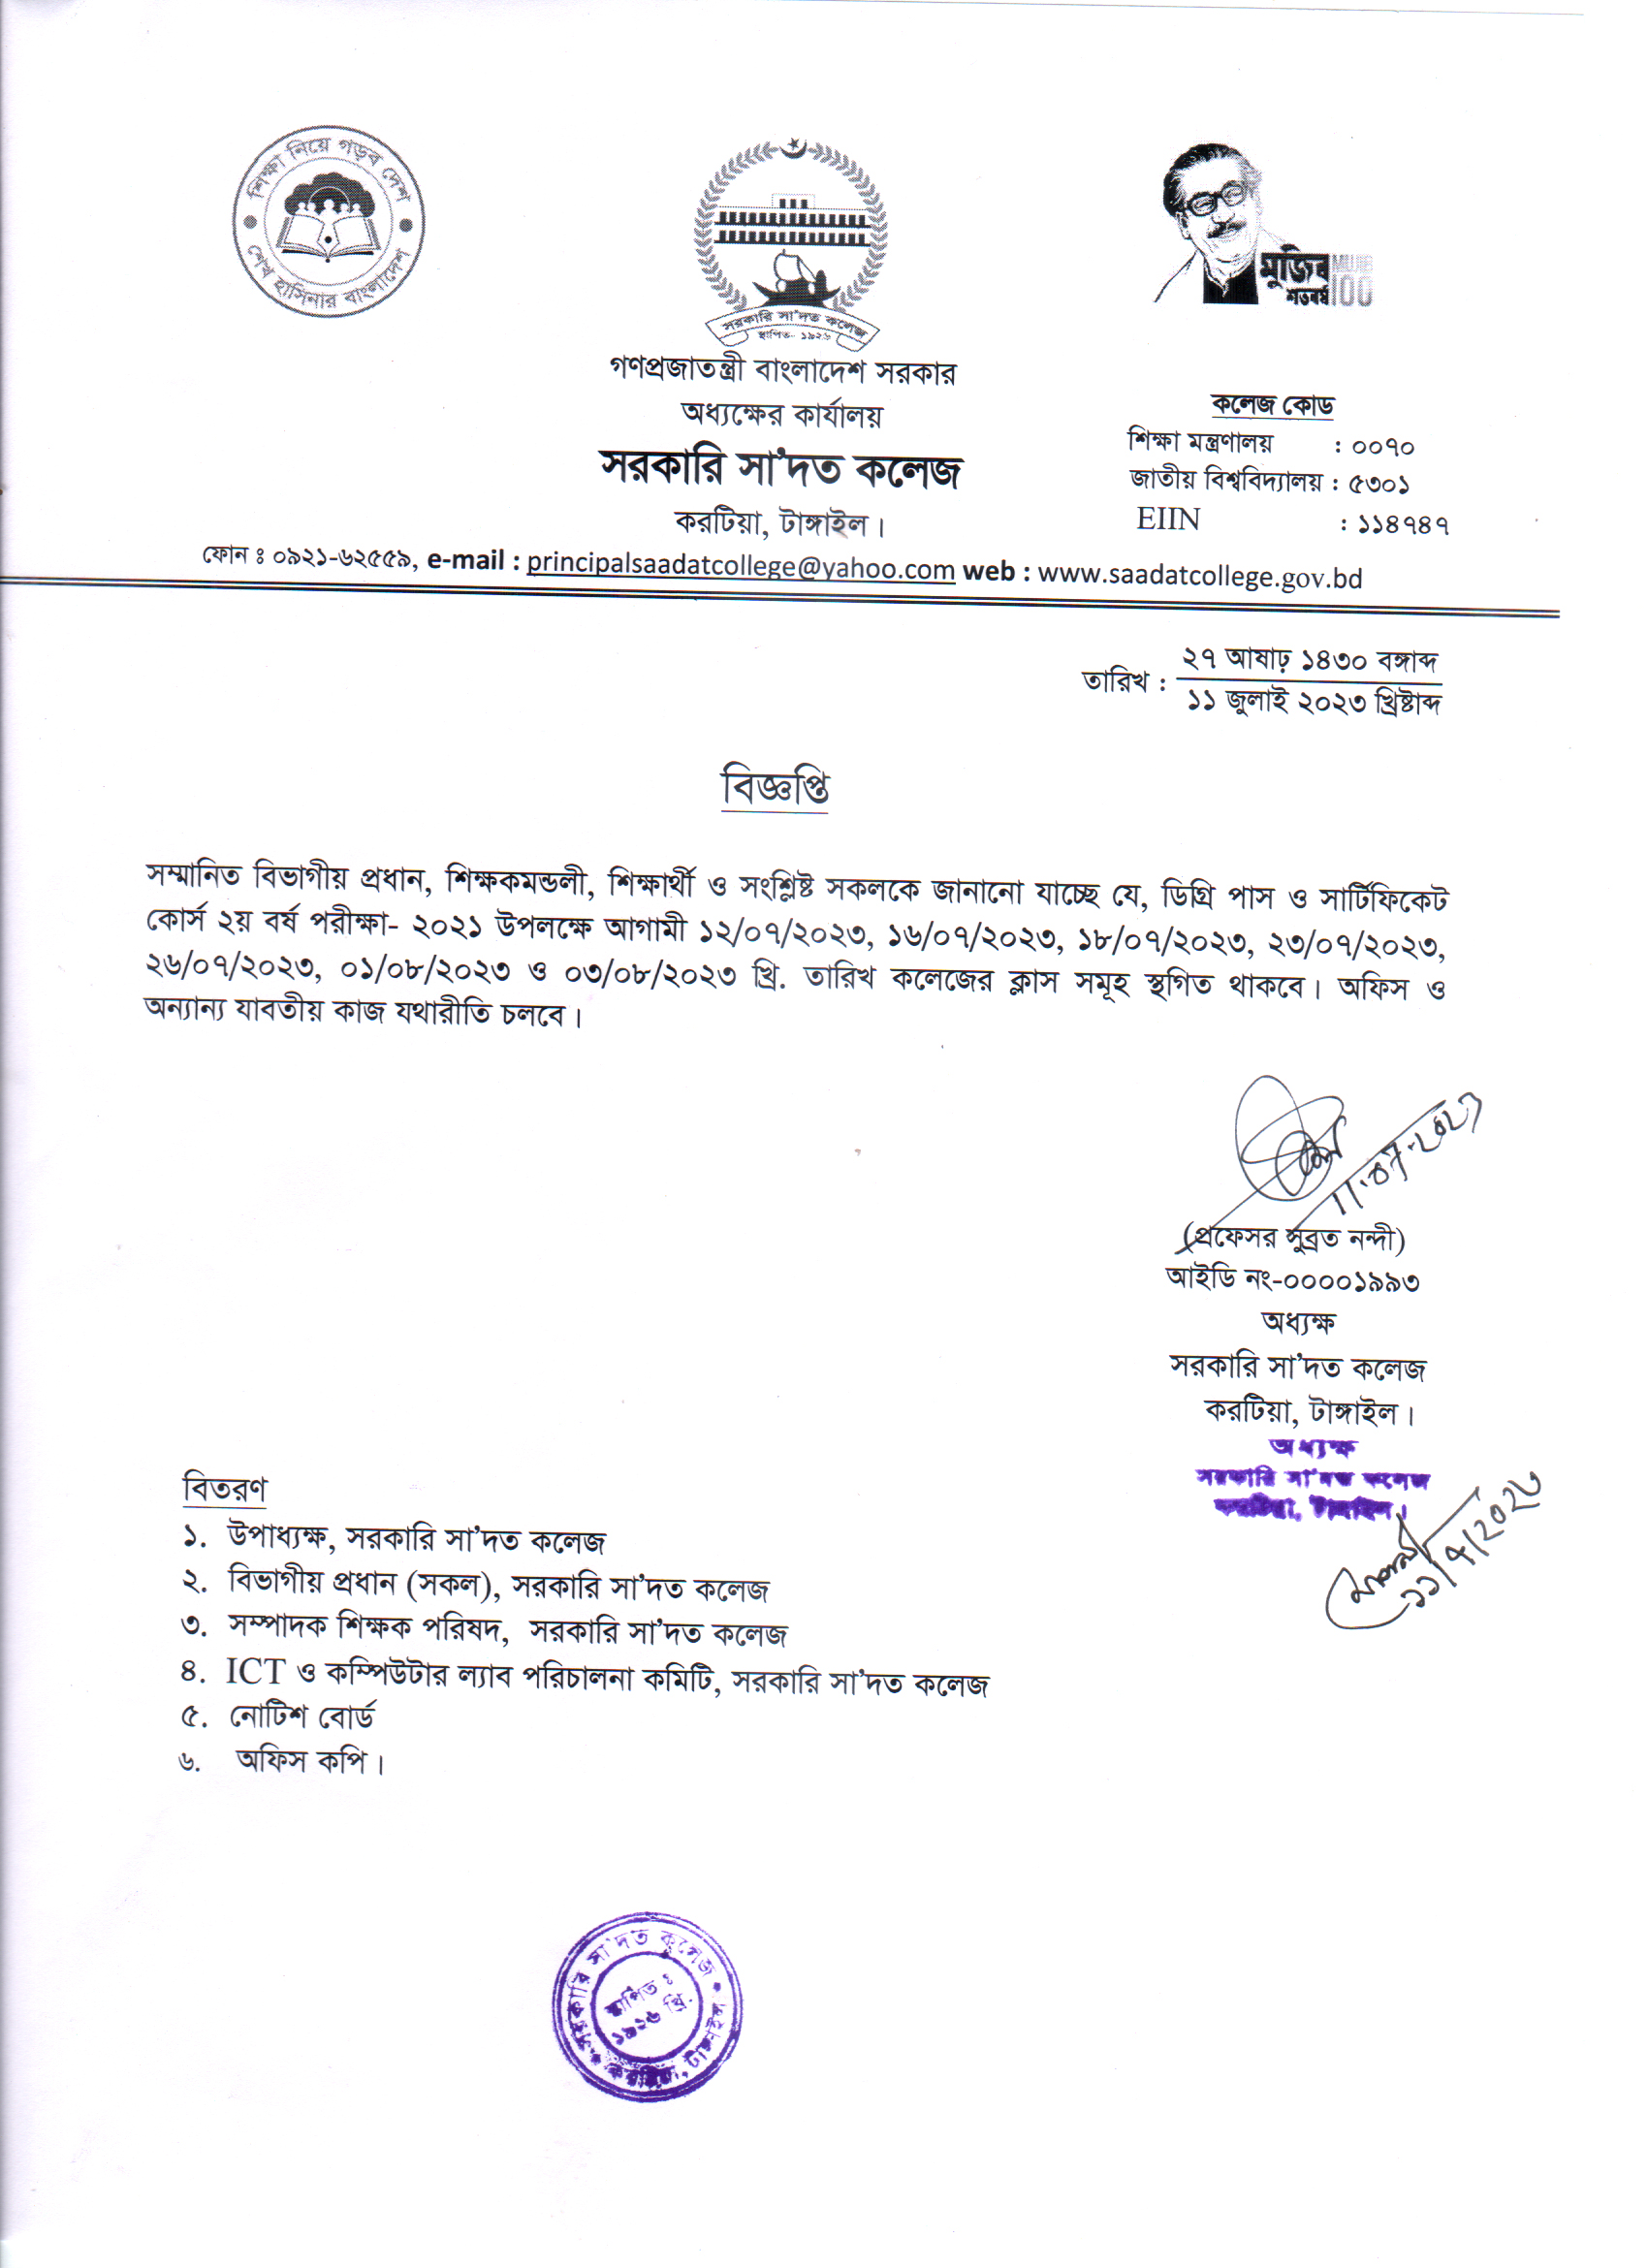 শিক্ষা নিয়ে গড়ব দেশ
শেখ হাসিনার বাংলাদেশ
সরকারি সা'দত কলেজ
স্থাপিত- ১৯২৬
মুজিব
শতবর্ষ
MUJIB
100
গণপ্রজাতন্ত্রী বাংলাদেশ সরকার
অধ্যক্ষের কার্যালয়
সরকারি সা'দত কলেজ
করটিয়া, টাঙ্গাইল।
কলেজ কোড
শিক্ষা মন্ত্রণালয় : ০০৭০
জাতীয় বিশ্ববিদ্যালয় : ৫৩০১
EIIN : ১১৪৭৪৭
ফোন ঃ ০৯২১-৬২৫৫৯, e-mail : principalsaadatcollege@yahoo.com web : www.saadatcollege.gov.bd
তারিখ : ২৭ আষাঢ় ১৪৩০ বঙ্গাব্দ
১১ জুলাই ২০২৩ খ্রিষ্টাব্দ
বিজ্ঞপ্তি
সম্মানিত বিভাগীয় প্রধান, শিক্ষকমন্ডলী, শিক্ষার্থী ও সংশ্লিষ্ট সকলকে জানানো যাচ্ছে যে, ডিগ্রি পাস ও সার্টিফিকেট
কোর্স ২য় বর্ষ পরীক্ষা- ২০২১ উপলক্ষে আগামী ১২/০৭/২০২৩, ১৬/০৭/২০২৩, ১৮/০৭/২০২৩, ২৩/০৭/২০২৩,
২৬/০৭/২০২৩, ০১/০৮/২০২৩ ও ০৩/০৮/২০২৩ খ্রি. তারিখ কলেজের ক্লাস সমূহ স্থগিত থাকবে। অফিস ও
অন্যান্য যাবতীয় কাজ যথারীতি চলবে।
11.07.2023
(প্রফেসর সুব্রত নন্দী)
আইডি নং-০০০০১৯৯৩
অধ্যক্ষ
সরকারি সা'দত কলেজ
করটিয়া, টাঙ্গাইল।
অধ্যক্ষ
সরকারি সা'দত কলেজ
করটিয়া, টাঙ্গাইল।
১১/৭/২০২৩
বিতরণ
১. উপাধ্যক্ষ, সরকারি সা'দত কলেজ
২. বিভাগীয় প্রধান (সকল), সরকারি সা'দত কলেজ
৩. সম্পাদক শিক্ষক পরিষদ, সরকারি সা'দত কলেজ
৪. ICT ও কম্পিউটার ল্যাব পরিচালনা কমিটি, সরকারি সা'দত কলেজ
৫. নোটিশ বোর্ড
৬. অফিস কপি।
সরকারি সা'দত কলেজ
স্থাপিত ঃ
১৯২৬ খ্রি.
করটিয়া, টাঙ্গাইল